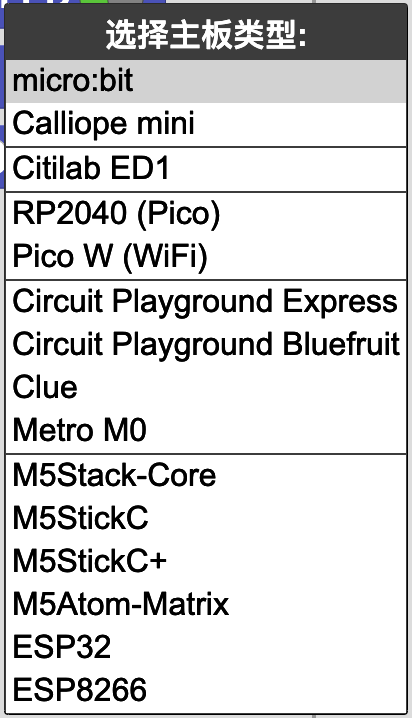 选择主板类型:
micro:bit
Calliope mini
Citilab ED1
RP2040 (Pico)
Pico W (WiFi)
Circuit Playground Express
Circuit Playground Bluefruit
Clue
Metro M0
M5Stack-Core
M5StickC
M5StickC+
M5Atom-Matrix
ESP32
ESP8266